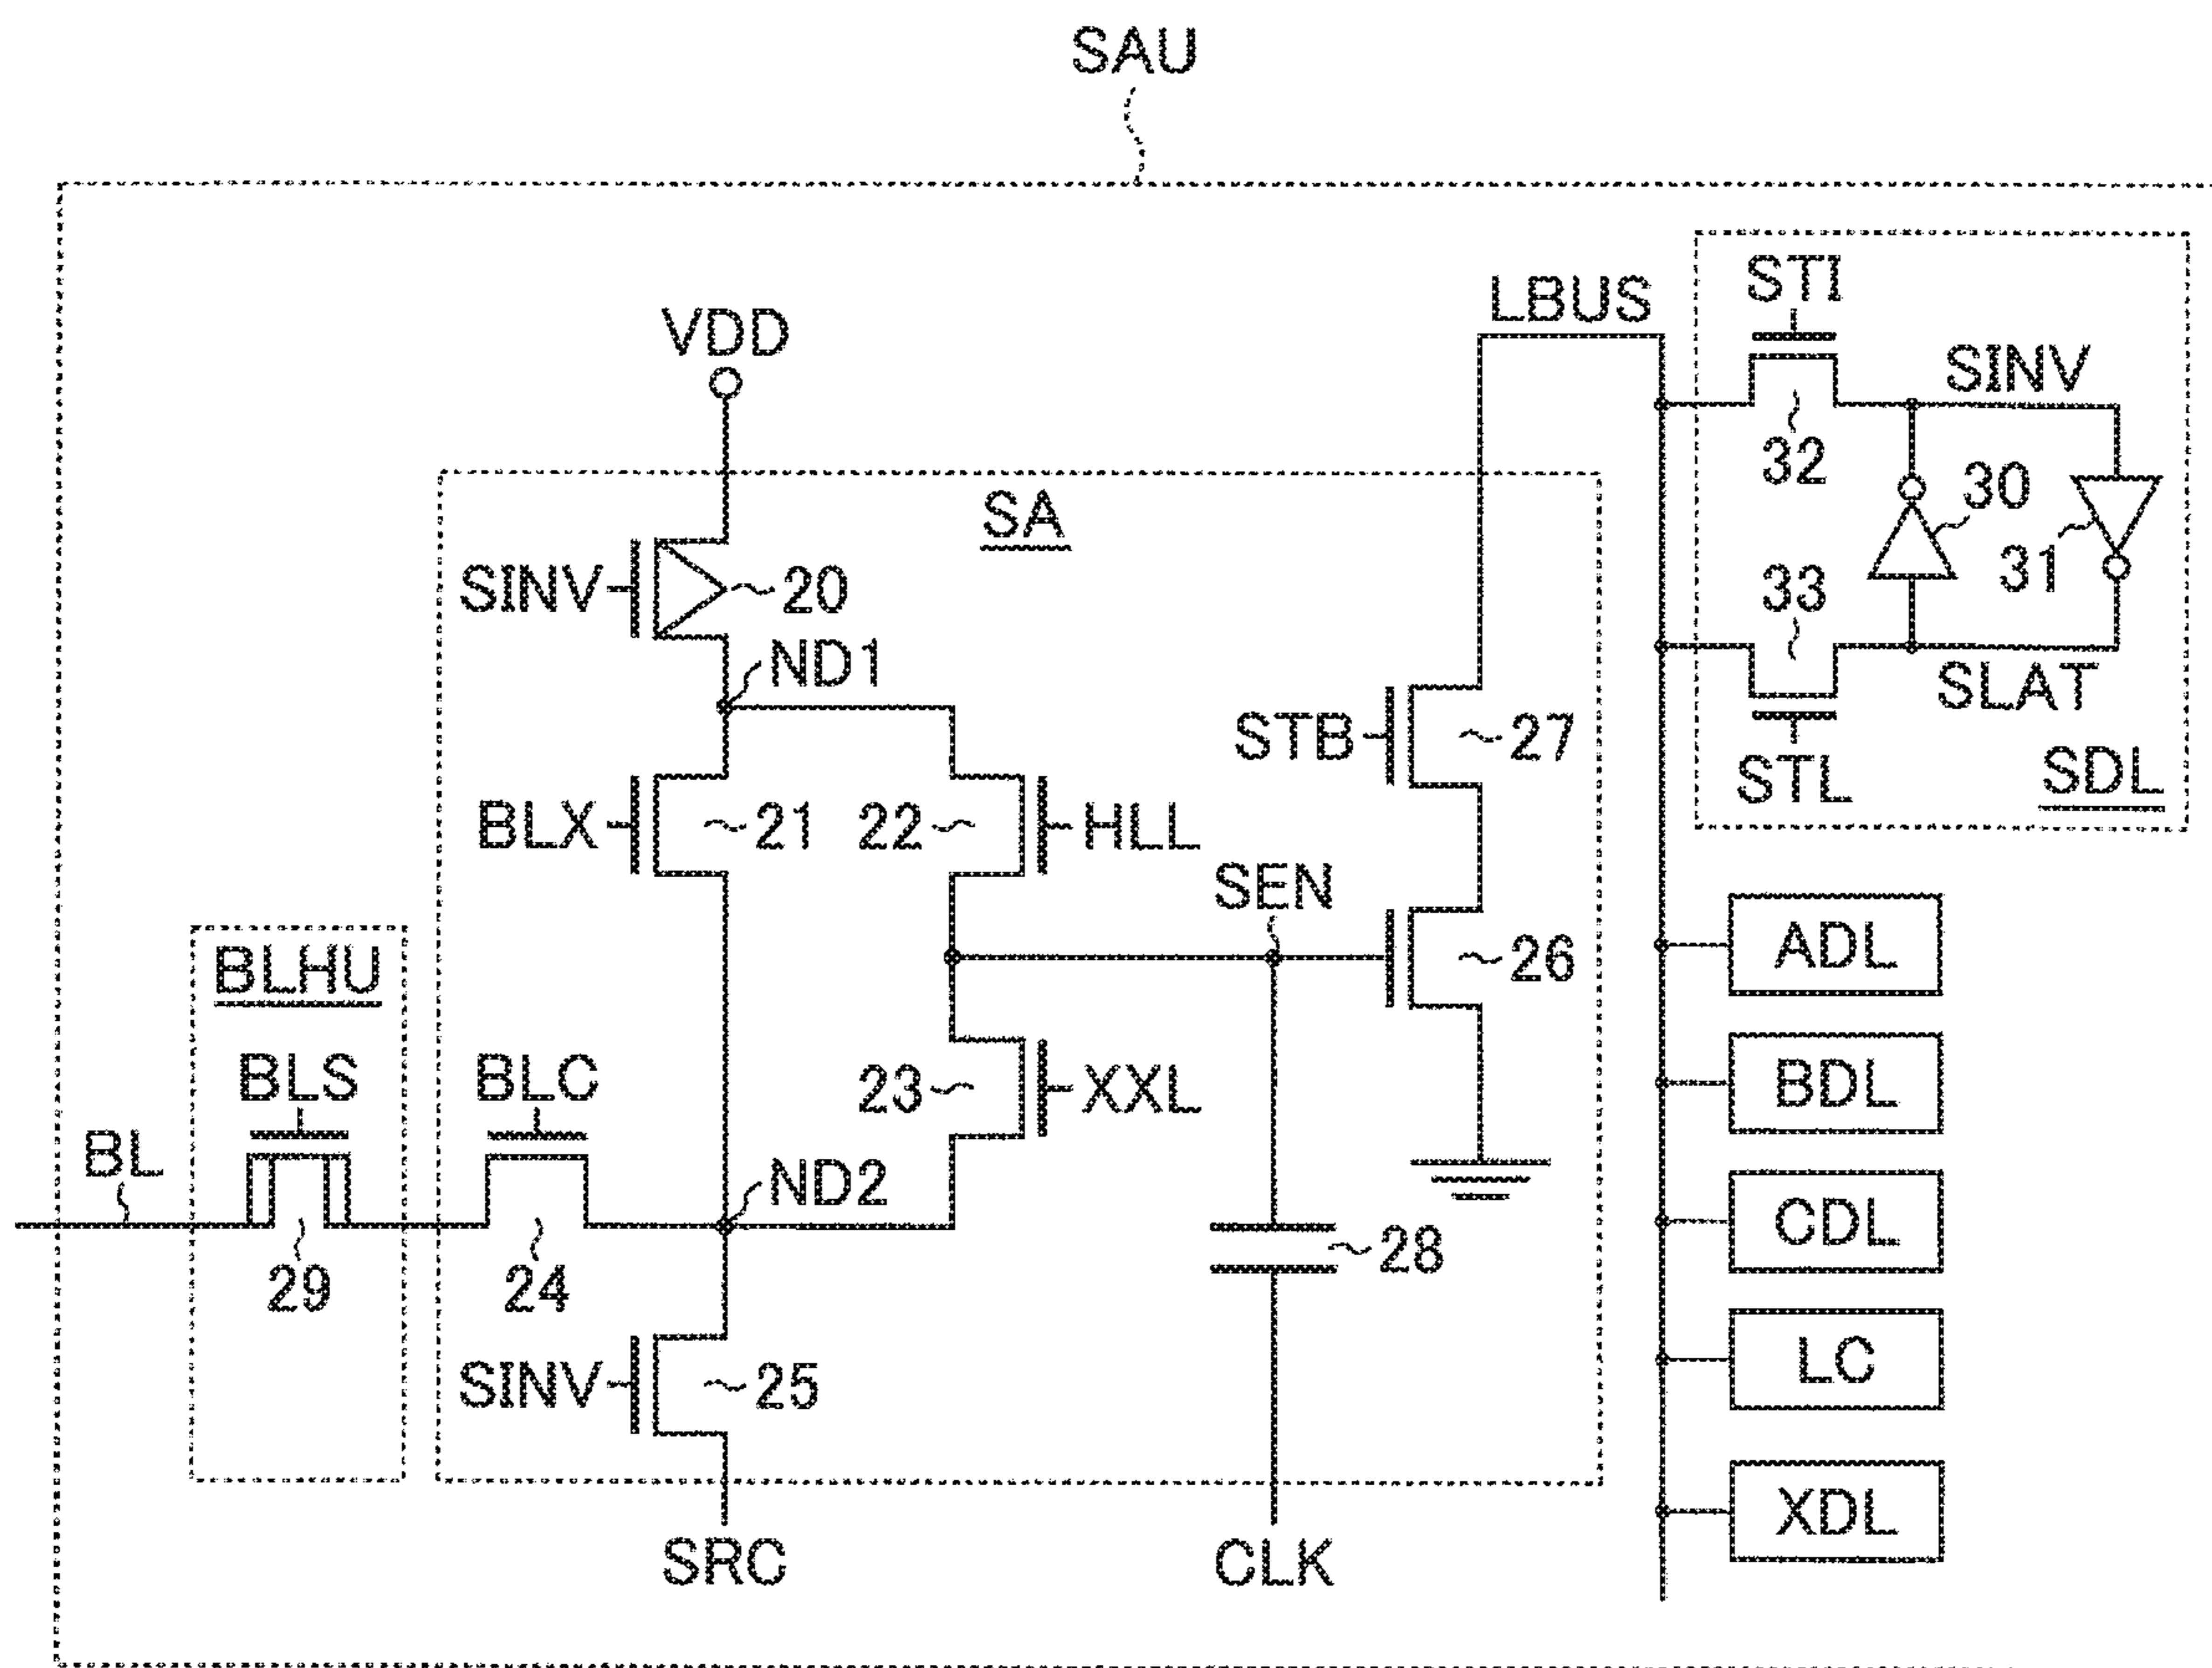 SAU
LBUS
STI
VDD
SINV
32
30
SA
31
SINV
20
33
ND1
SLAT
STB
27
STL
SDL
BLX
21
22
HLL
SEN
BLHU
26
ADL
BLS
BLC
23
XXL
BDL
BL
ND2
CDL
29
24
28
SINV
25
LC
XDL
SRC
CLK